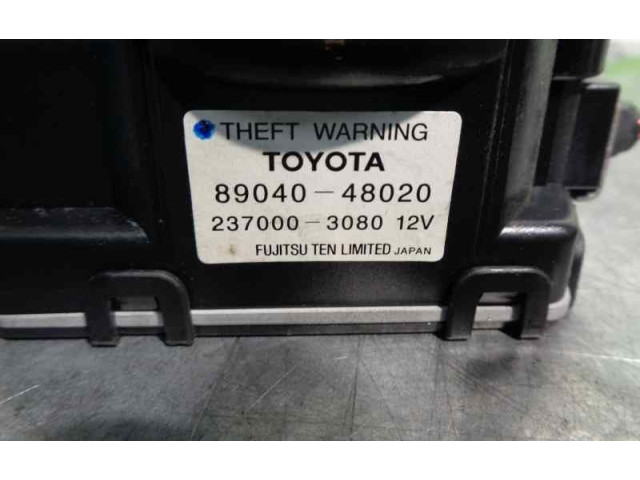 THEFT WARNING
TOYOTA
89040-48020
237000-3080 12V
FUJITSU TEN LIMITED JAPAN